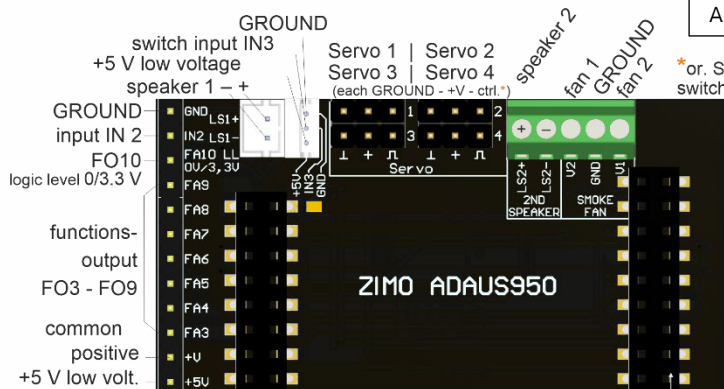 GROUND
A
switch input IN3
+5 V low voltage
speaker 1 – +
Servo 1 | Servo 2
Servo 3 | Servo 4
(each GROUND - +V - ctrl.*)
speaker 2
fan 1
GROUND
fan 2
*or. S
switch
GROUND
input IN 2
FO10
logic level 0/3.3 V
functions-
output
FO3 - FO9
common
positive
+5 V low volt.
GND
LS1+
IN2 LS1-
FA10 LL
0V/3,3V
FA9
FA8
FA7
FA6
FA5
FA4
FA3
+V
+5V
+5V
IN3
GND
1 2
3 4
⊥ + ⊓ ⊥ + ⊓
Servo
+ −
LS2+
LS2-
V2
GND
V1
2ND
SPEAKER
SMOKE
FAN
ZIMO ADAUS950